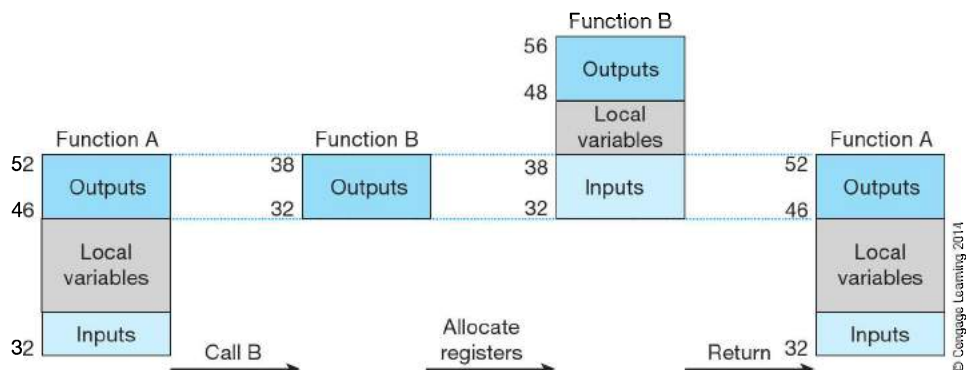 Function B
56
Outputs
48
Local
variables
38
Inputs
32
Function A
52
Outputs
46
Local
variables
Inputs
32
Function B
38
Outputs
32
Function A
52
Outputs
46
Local
variables
Inputs
32
Call B
Allocate
registers
Return
© Cengage Learning 2014